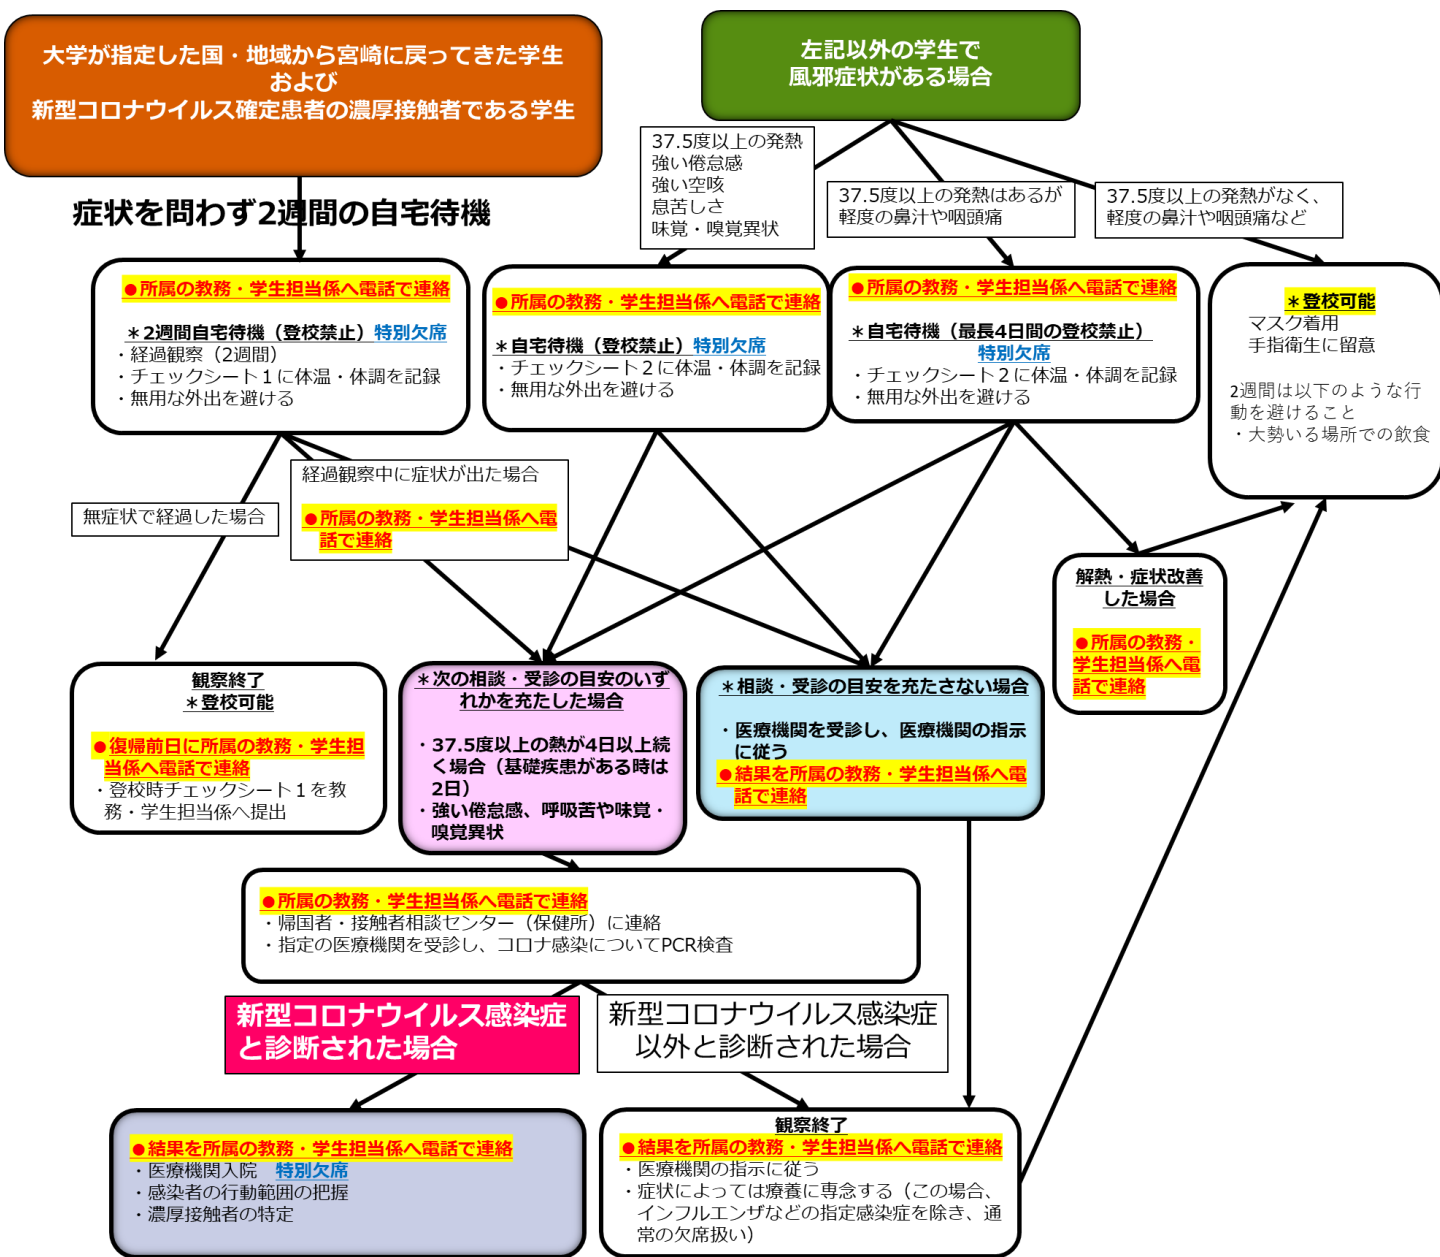 大学が指定した国・地域から宮崎に戻ってきた学生
および
新型コロナウイルス確定患者の濃厚接触者である学生
左記以外の学生で
風邪症状がある場合
37.5度以上の発熱
強い倦怠感
強い空咳
息苦しさ
味覚・嗅覚異状
37.5度以上の発熱はあるが
軽度の鼻汁や咽頭痛
37.5度以上の発熱がなく、
軽度の鼻汁や咽頭痛など
症状を問わず2週間の自宅待機
●所属の教務・学生担当係へ電話で連絡
＊2週間自宅待機（登校禁止）特別欠席
・経過観察（2週間）
・チェックシート１に体温・体調を記録
・無用な外出を避ける
●所属の教務・学生担当係へ電話で連絡
＊自宅待機（登校禁止）特別欠席
・チェックシート２に体温・体調を記録
・無用な外出を避ける
●所属の教務・学生担当係へ電話で連絡
＊自宅待機（最長4日間の登校禁止）
特別欠席
・チェックシート２に体温・体調を記録
・無用な外出を避ける
＊登校可能
マスク着用
手指衛生に留意
2週間は以下のような行
動を避けること
・大勢いる場所での飲食
無症状で経過した場合
経過観察中に症状が出た場合
●所属の教務・学生担当係へ電
話で連絡
解熱・症状改善
した場合
●所属の教務・
学生担当係へ電
話で連絡
観察終了
＊登校可能
●復帰前日に所属の教務・学生担
当係へ電話で連絡
・登校時チェックシート１を教
務・学生担当係へ提出
＊次の相談・受診の目安のいず
れかを充たした場合
・37.5度以上の熱が4日以上続
く場合（基礎疾患がある時は
2日）
・強い倦怠感、呼吸苦や味覚・
嗅覚異状
＊相談・受診の目安を充たさない場合
・医療機関を受診し、医療機関の指示
に従う
●結果を所属の教務・学生担当係へ電
話で連絡
●所属の教務・学生担当係へ電話で連絡
・帰国者・接触者相談センター（保健所）に連絡
・指定の医療機関を受診し、コロナ感染についてPCR検査
新型コロナウイルス感染症
と診断された場合
新型コロナウイルス感染症
以外と診断された場合
●結果を所属の教務・学生担当係へ電話で連絡
・医療機関入院　特別欠席
・感染者の行動範囲の把握
・濃厚接触者の特定
観察終了
●結果を所属の教務・学生担当係へ電話で連絡
・医療機関の指示に従う
・症状によっては療養に専念する（この場合、
インフルエンザなどの指定感染症を除き、通
常の欠席扱い）